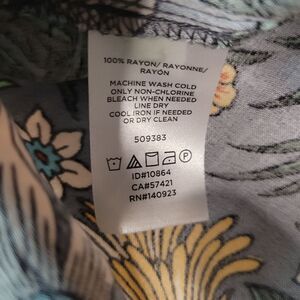 100% RAYON/ RAYONNE/
RAYÓN
MACHINE WASH COLD
ONLY NON-CHLORINE
BLEACH WHEN NEEDED
LINE DRY
COOL IRON IF NEEDED
OR DRY CLEAN
509383
P
ID#10864
CA#57421
RN#140923